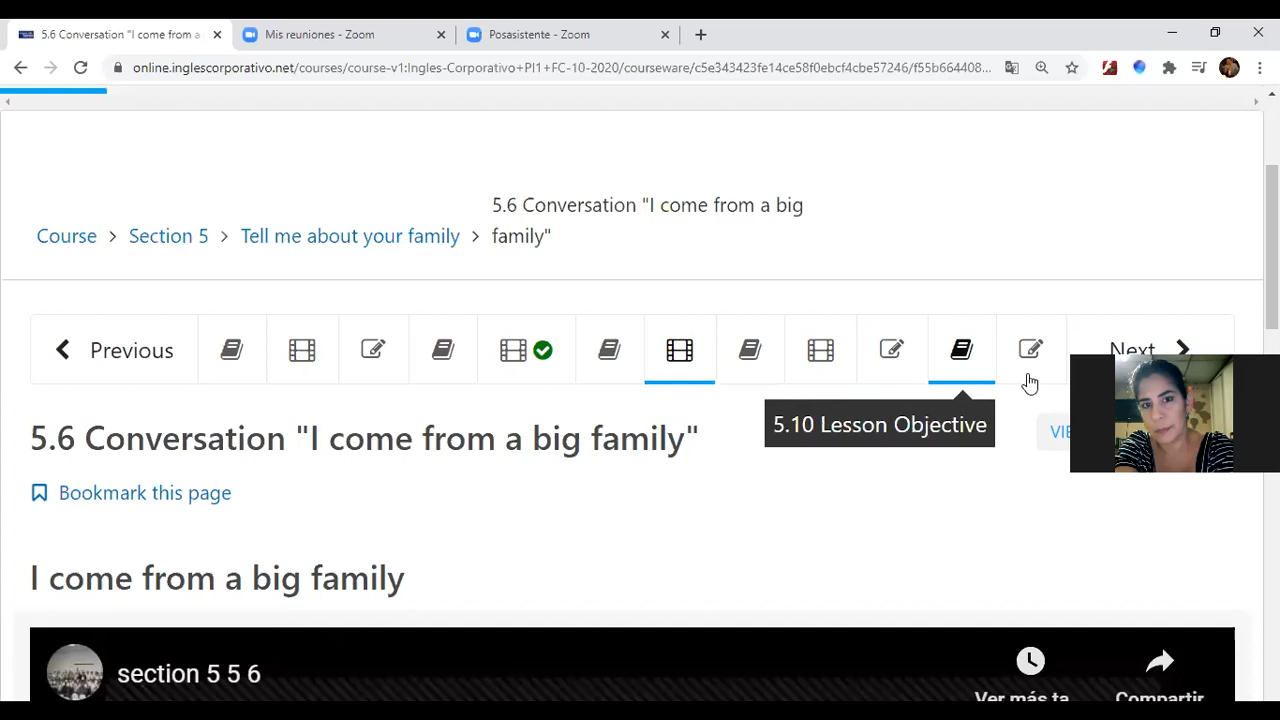 5.6 Conversation "I come from a
Mis reuniones - Zoom
Posasistente - Zoom
online.inglescorporativo.net/courses/course-v1:Ingles-Corporativo+PI1+FC-10-2020/courseware/c5e343423fe14ce58f0ebcf4cbe57246/f55b664408...
Course > Section 5 > Tell me about your family > 5.6 Conversation "I come from a big
family"
Previous
Next
5.10 Lesson Objective
5.6 Conversation "I come from a big family"
VIE
Bookmark this page
I come from a big family
section 5 5 6
Ver más ta
Compartir